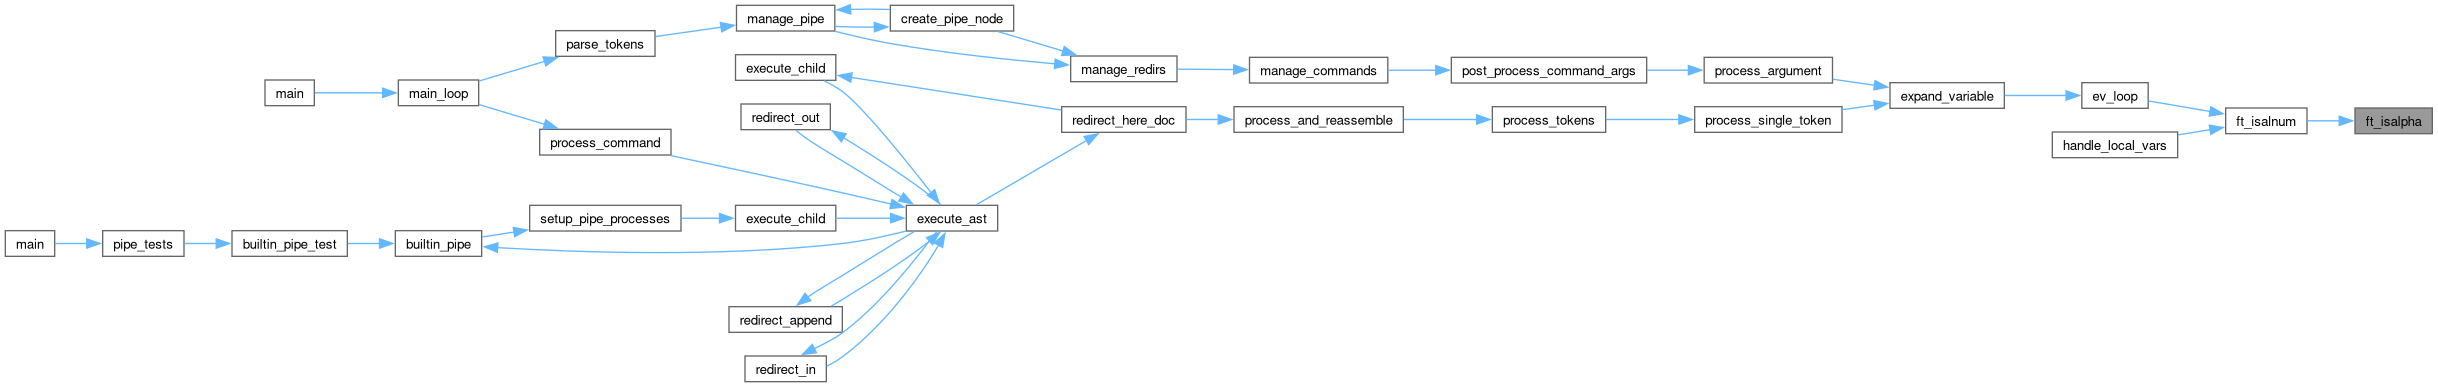 main
main_loop
parse_tokens
process_command
manage_pipe
create_pipe_node
execute_child
redirect_out
manage_redirs
manage_commands
post_process_command_args
process_argument
redirect_here_doc
process_and_reassemble
process_tokens
process_single_token
expand_variable
ev_loop
handle_local_vars
ft_isalnum
ft_isalpha
main
pipe_tests
builtin_pipe_test
builtin_pipe
setup_pipe_processes
execute_child
execute_ast
redirect_append
redirect_in